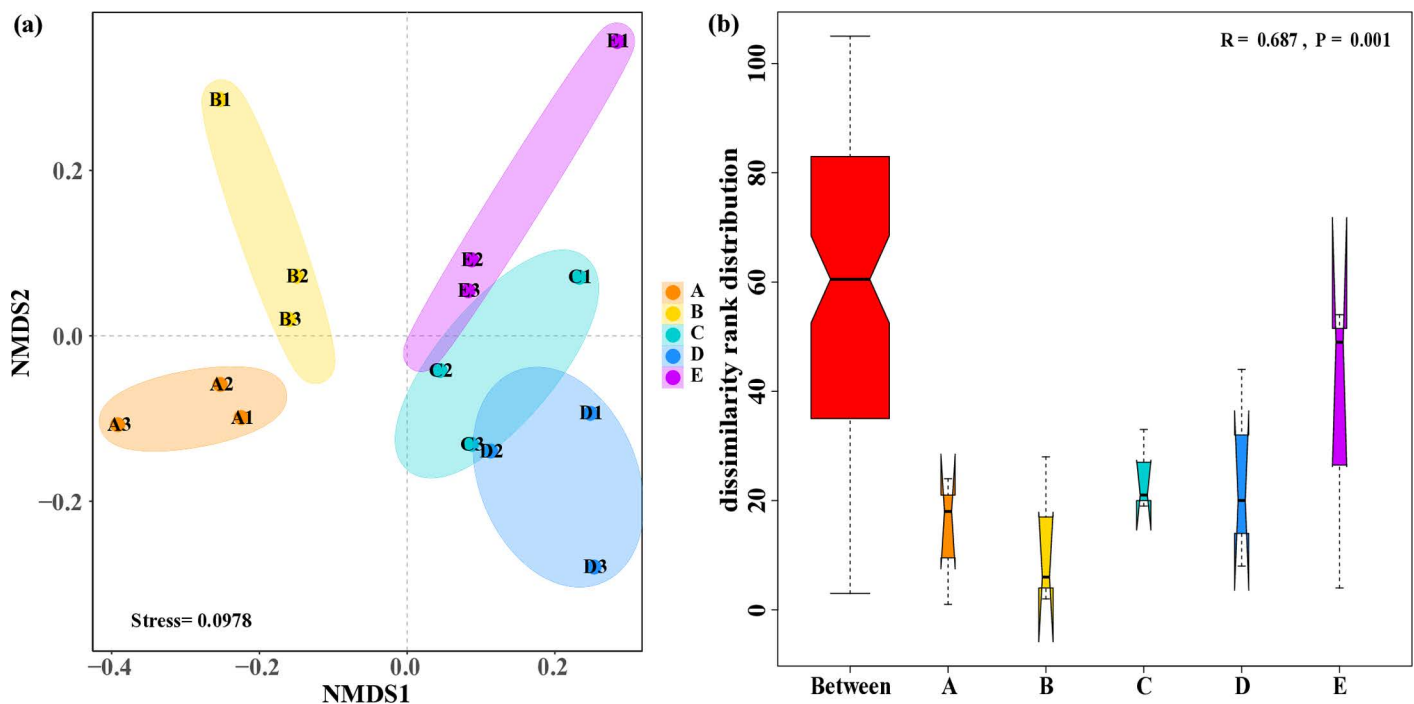 (a)
NMDS2
0.2
0.0
−0.2
E1
B1
E2
B2
E3
C1
B3
C2
A2
A1
A3
D1
C3
D2
D3
Stress= 0.0978
−0.4
−0.2
0.0
0.2
NMDS1
A
B
C
D
E
(b)
R = 0.687 , P = 0.001
dissimilarity rank distribution
100
80
60
40
20
0
Between
A
B
C
D
E